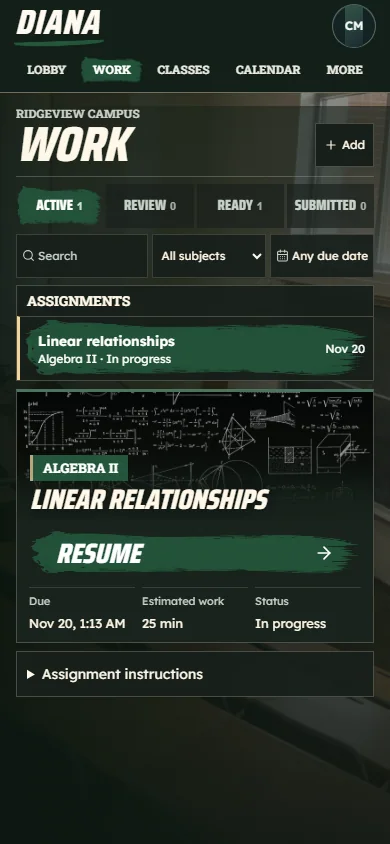 DIANA
CM
LOBBY WORK CLASSES CALENDAR MORE
RIDGEVIEW CAMPUS
WORK
+ Add
ACTIVE 1 REVIEW 0 READY 1 SUBMITTED 0
Search All subjects Any due date
ASSIGNMENTS
Linear relationships
Algebra II · In progress
Nov 20
ALGEBRA II
LINEAR RELATIONSHIPS
RESUME
Due Estimated work Status
Nov 20, 1:13 AM 25 min In progress
Assignment instructions